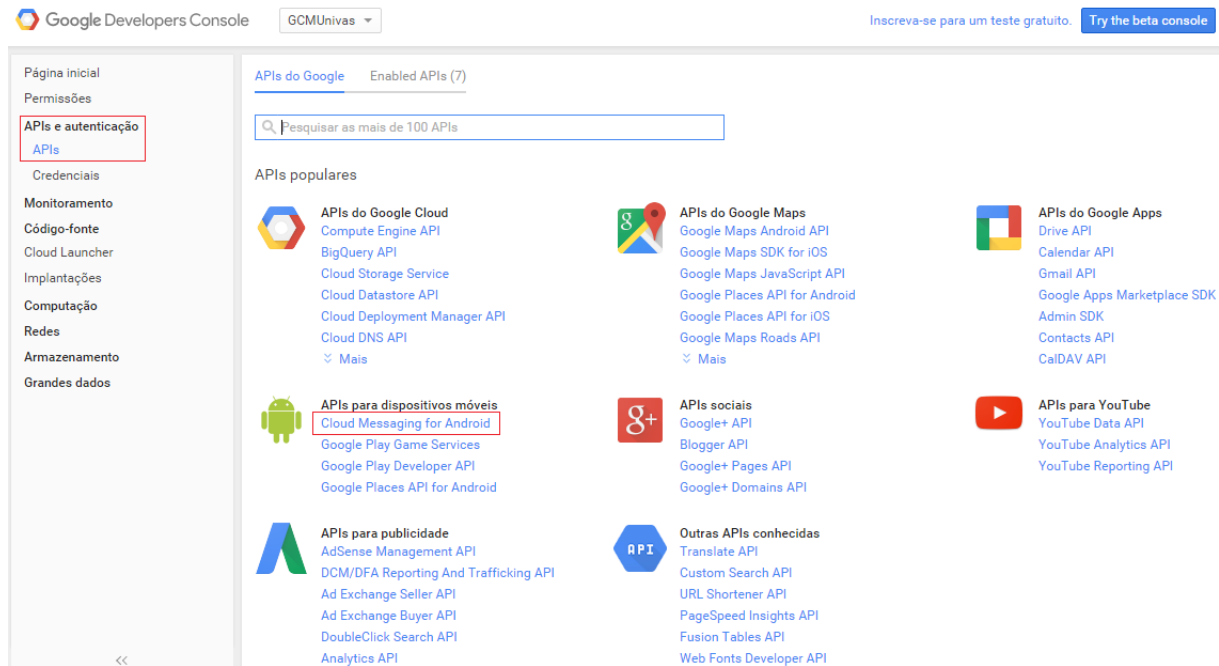 Google Developers Console
GCMUnivas
Inscreva-se para um teste gratuito.
Try the beta console
Página inicial
Permissões
APIs e autenticação
APIs
Credenciais
Monitoramento
Código-fonte
Cloud Launcher
Implantações
Computação
Redes
Armazenamento
Grandes dados
APIs do Google
Enabled APIs (7)
Pesquisar as mais de 100 APIs
APIs populares
APIs do Google Cloud
Compute Engine API
BigQuery API
Cloud Storage Service
Cloud Datastore API
Cloud Deployment Manager API
Cloud DNS API
Mais
g
APIs do Google Maps
Google Maps Android API
Google Maps SDK for iOS
Google Maps JavaScript API
Google Places API for Android
Google Places API for iOS
Google Maps Roads API
Mais
APIs do Google Apps
Drive API
Calendar API
Gmail API
Google Apps Marketplace SDK
Admin SDK
Contacts API
CalDAV API
APIs para dispositivos móveis
Cloud Messaging for Android
Google Play Game Services
Google Play Developer API
Google Places API for Android
g+
APIs sociais
Google+ API
Blogger API
Google+ Pages API
Google+ Domains API
APIs para YouTube
YouTube Data API
YouTube Analytics API
YouTube Reporting API
APIs para publicidade
AdSense Management API
DCM/DFA Reporting And Trafficking API
Ad Exchange Seller API
Ad Exchange Buyer API
DoubleClick Search API
Analytics API
API
Outras APIs conhecidas
Translate API
Custom Search API
URL Shortener API
PageSpeed Insights API
Fusion Tables API
Web Fonts Developer API